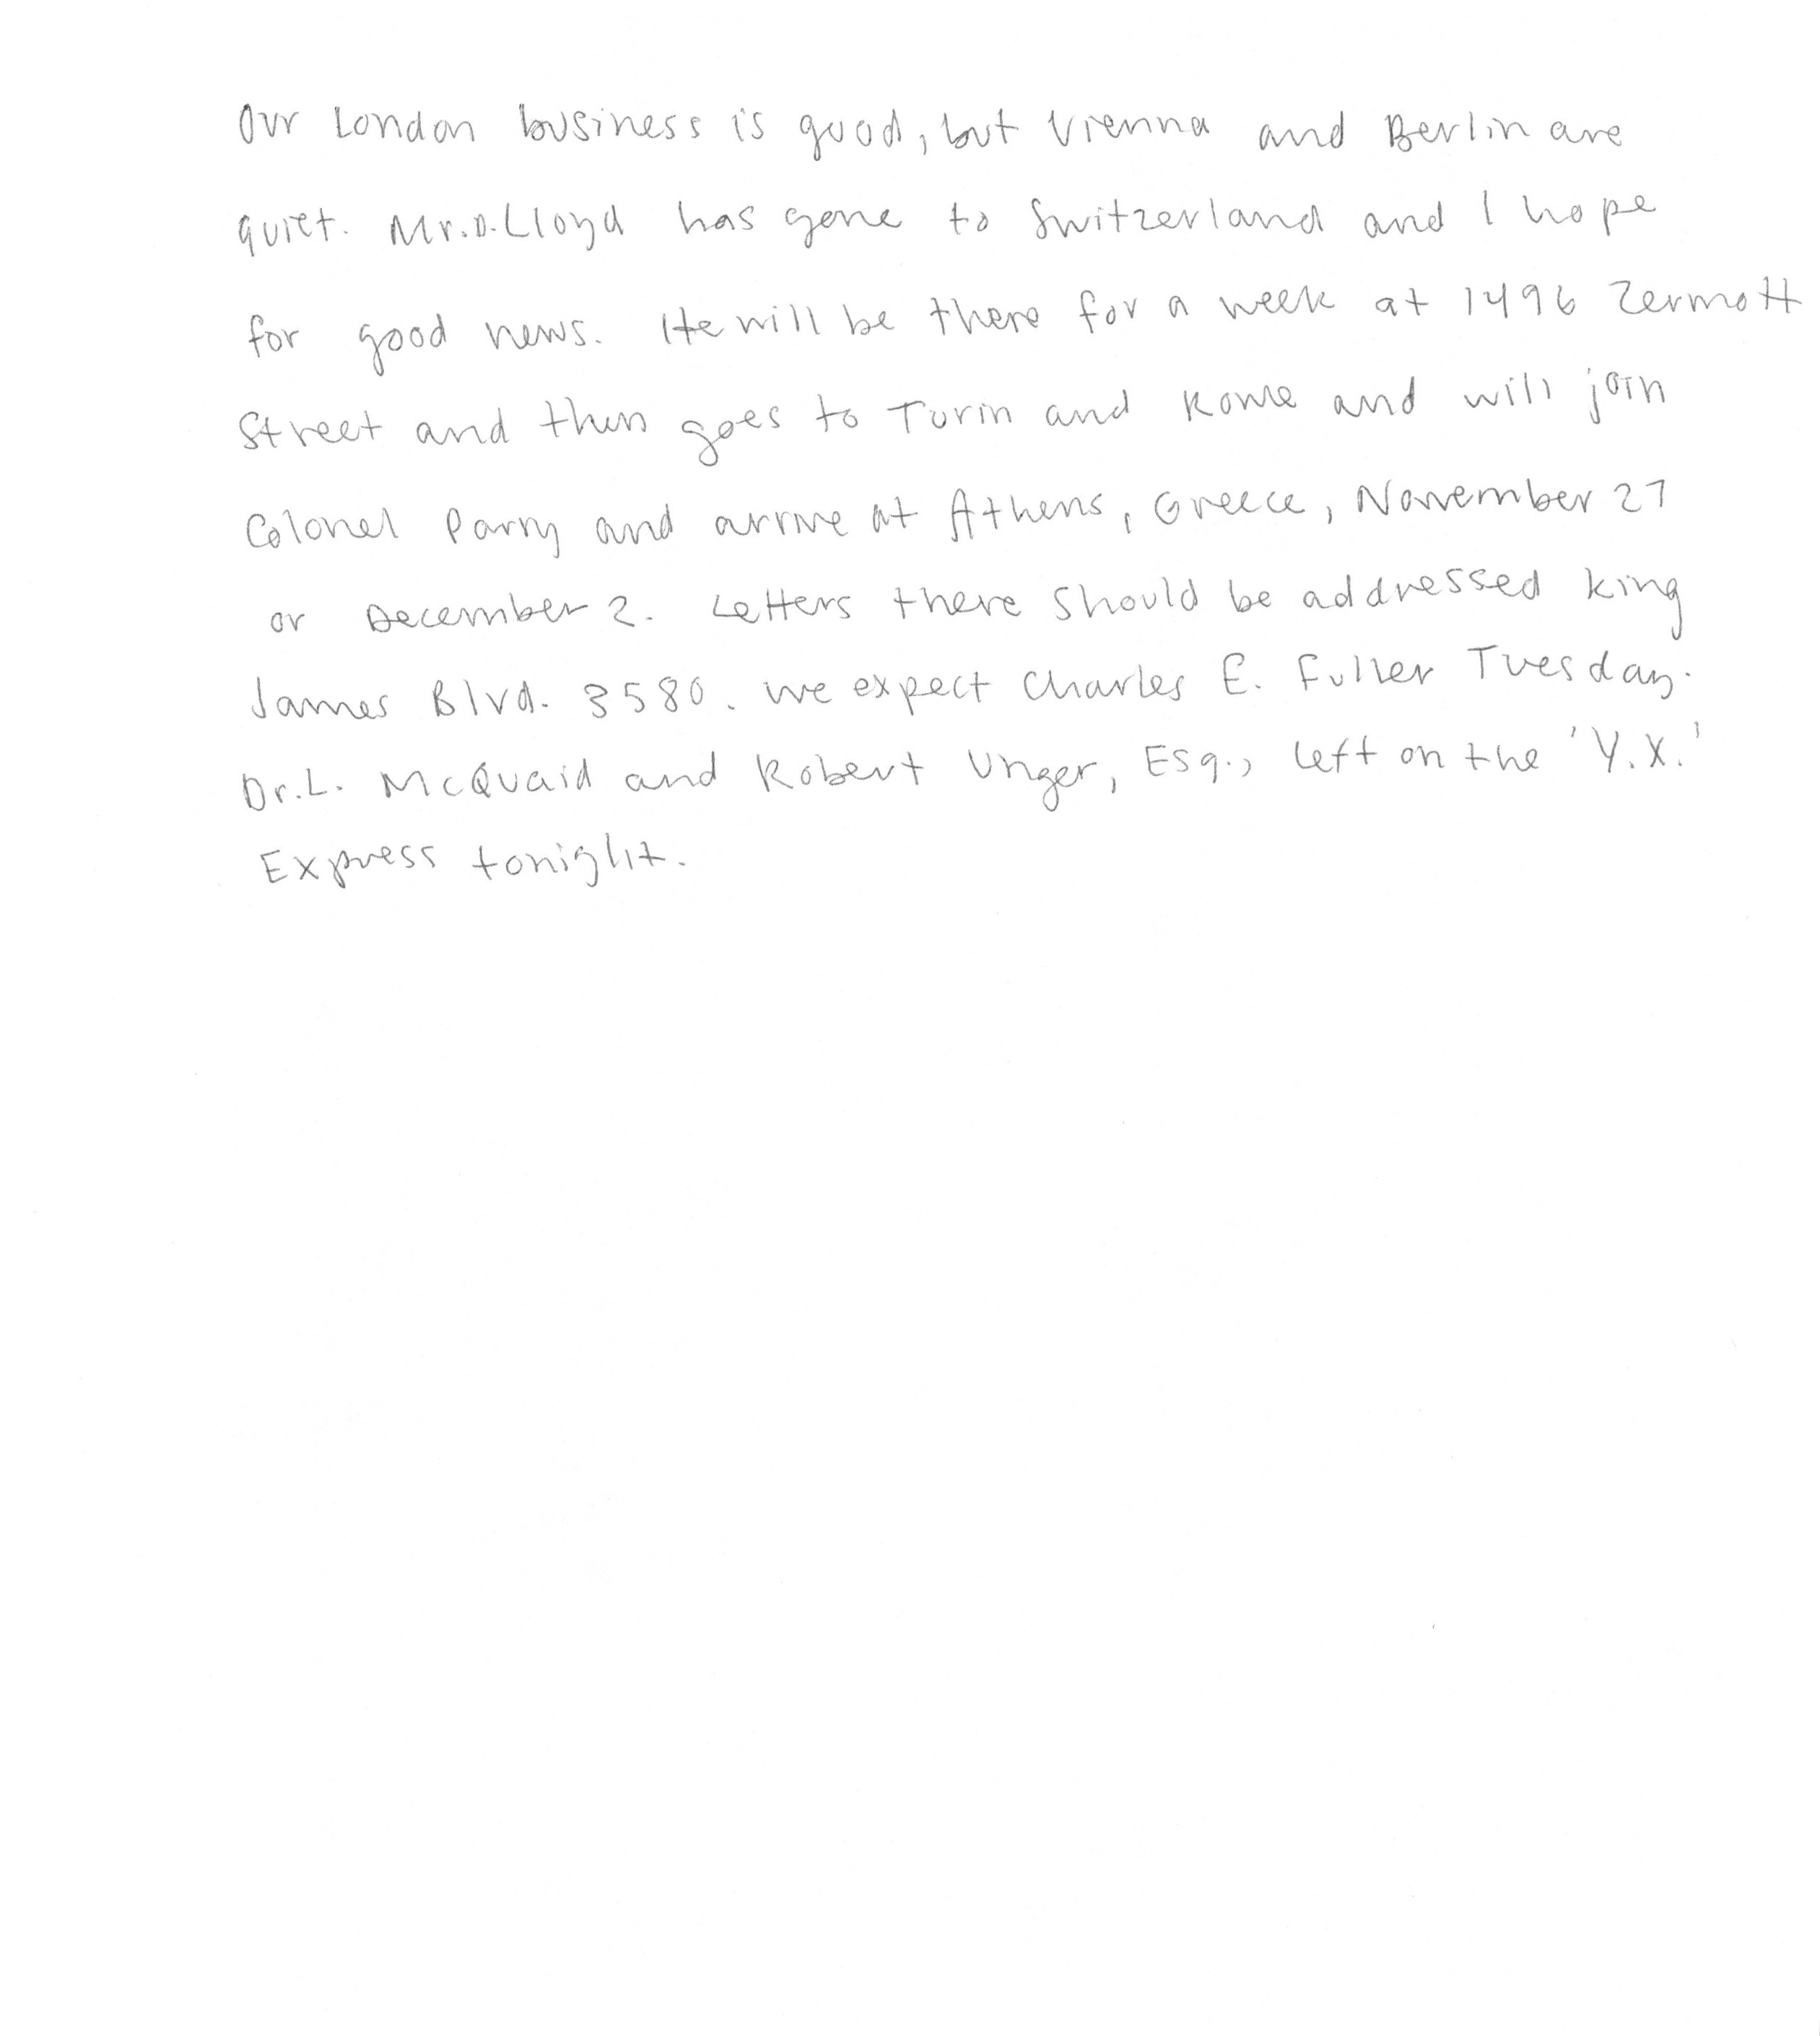 Our London business is good, but Vienna and Berlin are
quiet. Mr. D. Lloyd has gone to Switzerland and I hope
for good news. He will be there for a week at 1496 Zermott
Street and then goes to Turin and Rome and will join
Colonel Parry and arrive at Athens, Greece, November 27
or December 2. Letters there should be addressed King
James Blvd. 3580. We expect Charles E. Fuller Tuesday.
Dr. L. McQuaid and Robert Unger, Esq., left on the 'Y.X.'
Express tonight.